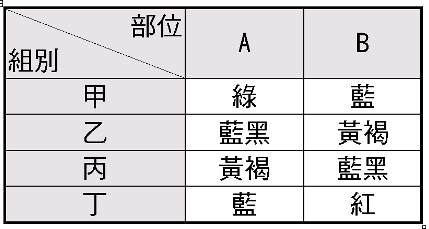 部位
組別
A
B
甲 綠 藍
乙 藍黑 黃褐
丙 黃褐 藍黑
丁 藍 紅